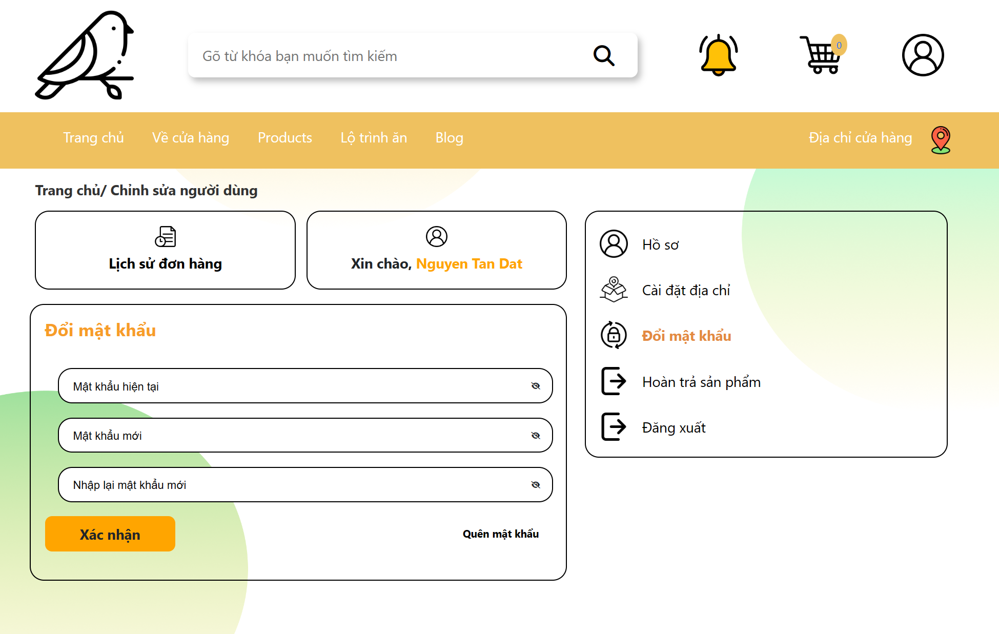 Gõ từ khóa bạn muốn tìm kiếm
0
Trang chủ
Về cửa hàng
Products
Lộ trình ăn
Blog
Địa chỉ cửa hàng
Trang chủ/ Chỉnh sửa người dùng
Lịch sử đơn hàng
Xin chào, Nguyen Tan Dat
Đổi mật khẩu
Mật khẩu hiện tại
Mật khẩu mới
Nhập lại mật khẩu mới
Xác nhận
Quên mật khẩu
Hồ sơ
Cài đặt địa chỉ
Đổi mật khẩu
Hoàn trả sản phẩm
Đăng xuất